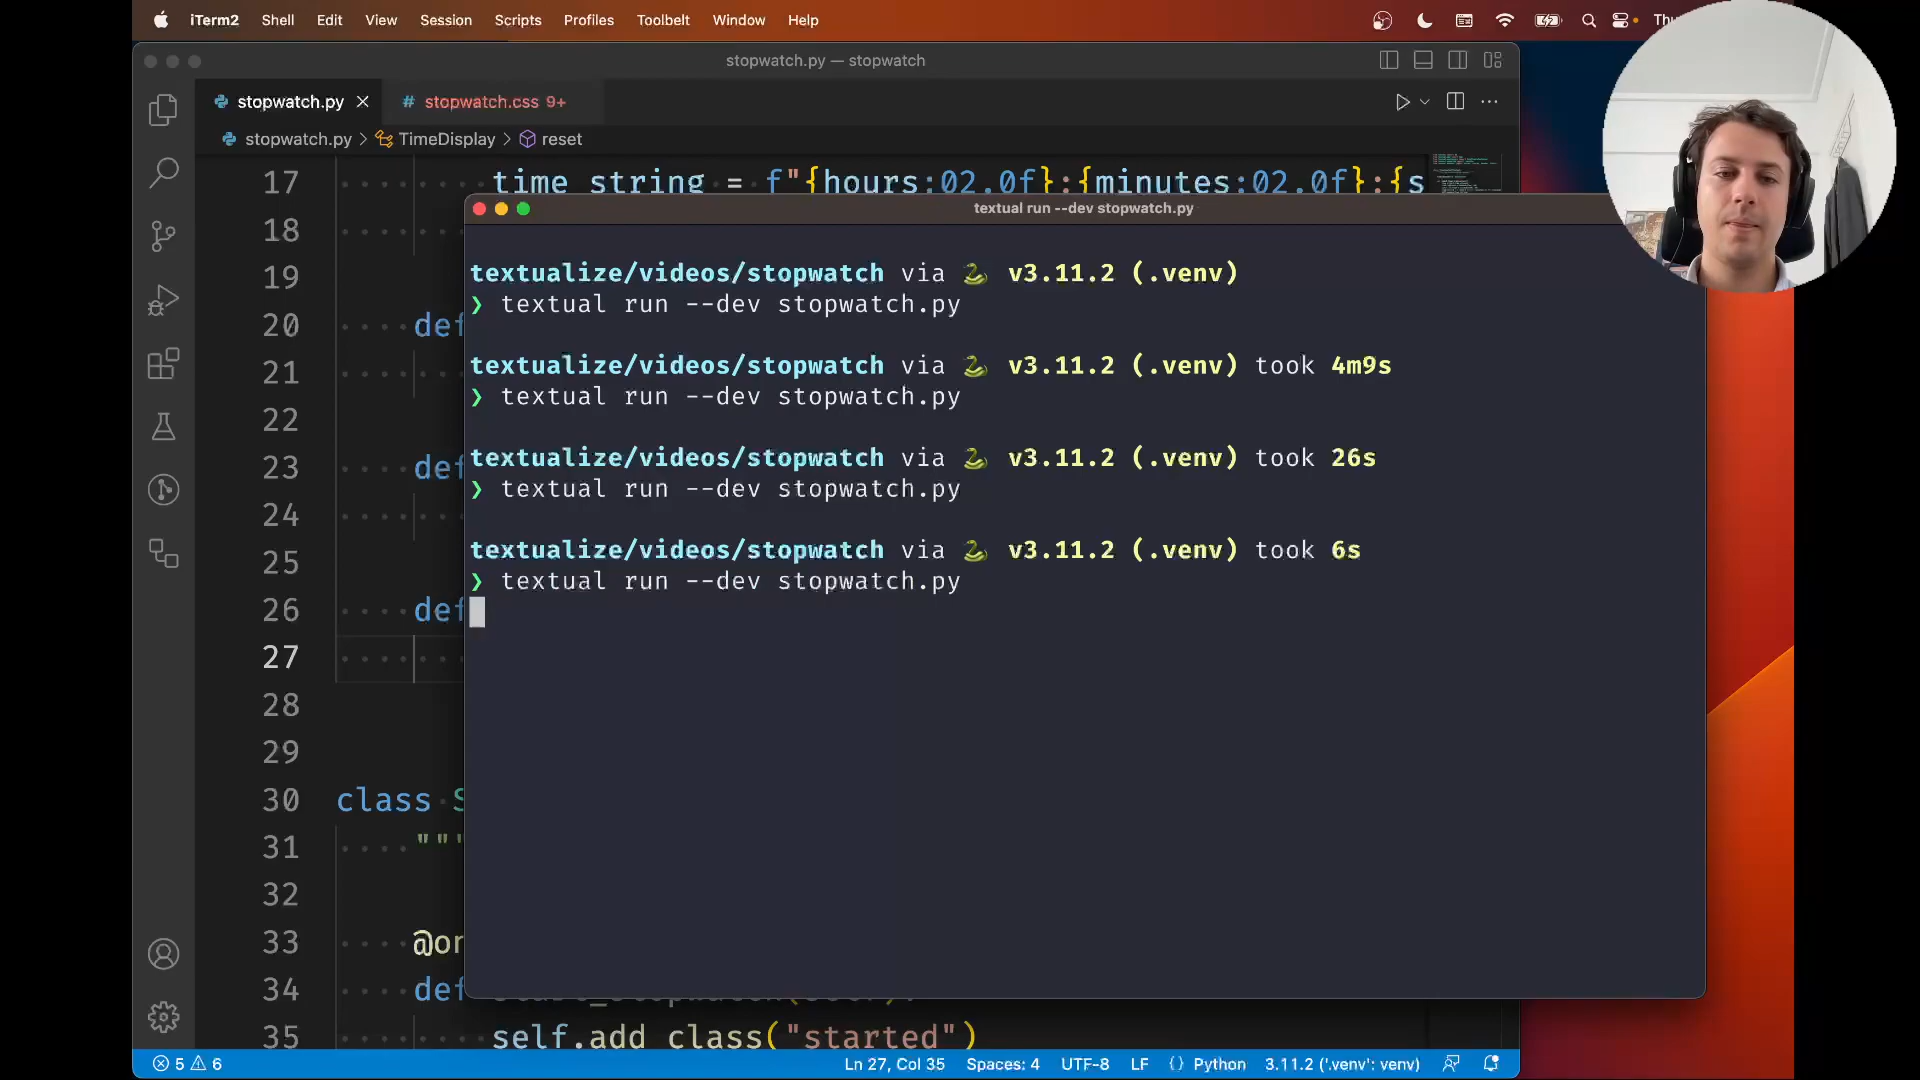 iTerm2 Shell Edit View Session Scripts Profiles Toolbelt Window Help
stopwatch.py — stopwatch
stopwatch.py # stopwatch.css 9+
stopwatch.py > TimeDisplay > reset
17 time_string = f"{hours:02.0f}:{minutes:02.0f}:{s
18
19
20 def
21
22
23 def
24
25
26 def
27
28
29
30 class S
31 """
32
33 @on
34 def start_stopwatch(self):
35 self.add_class("started")
textual run --dev stopwatch.py
textualize/videos/stopwatch via 🐍 v3.11.2 (.venv)
❯ textual run --dev stopwatch.py
textualize/videos/stopwatch via 🐍 v3.11.2 (.venv) took 4m9s
❯ textual run --dev stopwatch.py
textualize/videos/stopwatch via 🐍 v3.11.2 (.venv) took 26s
❯ textual run --dev stopwatch.py
textualize/videos/stopwatch via 🐍 v3.11.2 (.venv) took 6s
❯ textual run --dev stopwatch.py
5 6 Ln 27, Col 35 Spaces: 4 UTF-8 LF {} Python 3.11.2 ('.venv': venv)